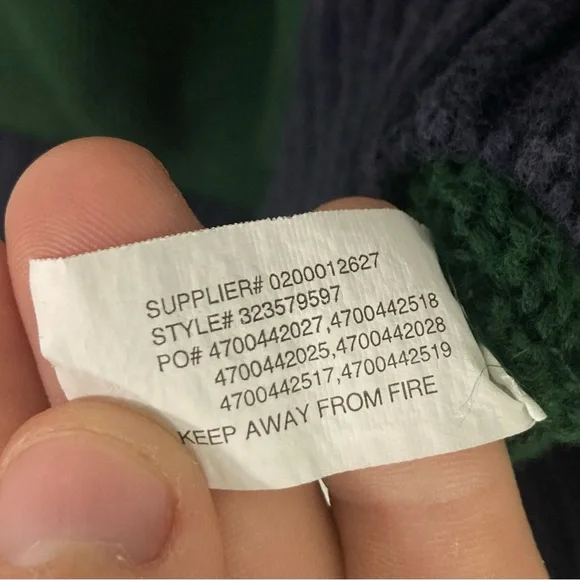 SUPPLIER# 0200012627
STYLE# 323579597
PO# 4700442027,4700442518
4700442025,4700442028
4700442517,4700442519
KEEP AWAY FROM FIRE